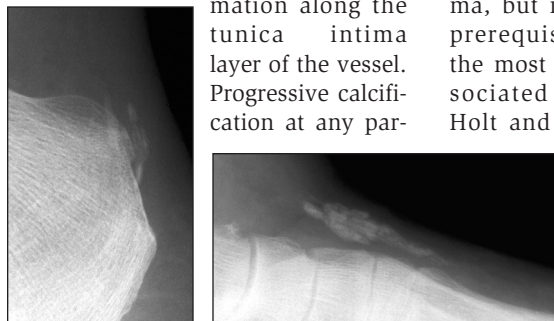 mation along the
tunica intima
layer of the vessel.
Progressive calcifi-
cation at any par-
ma, but
prerequis
the most
sociated
Holt and